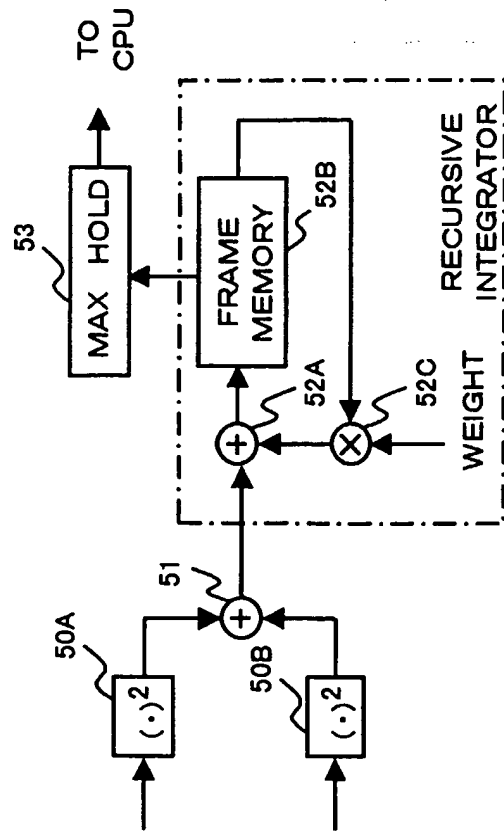 50A
(·)²
50B
(·)²
51
53
MAX HOLD
TO
CPU
FRAME
MEMORY
52B
52A
52C
WEIGHT
RECURSIVE
INTEGRATOR